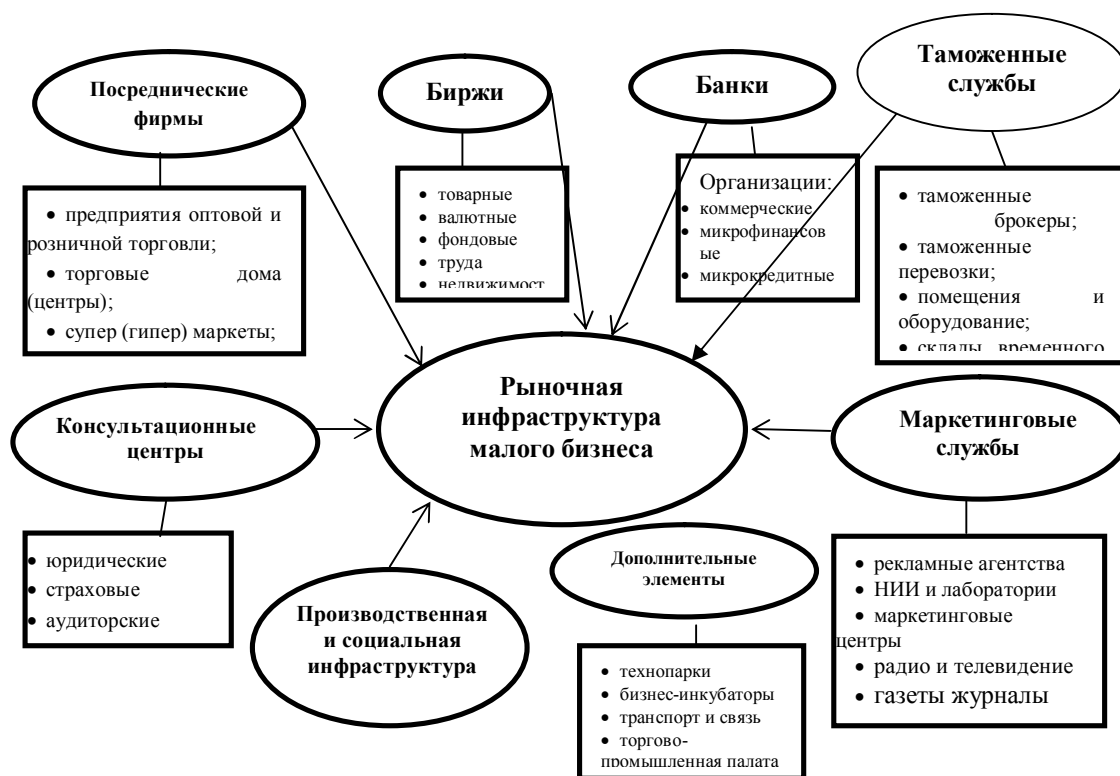 Посреднические
фирмы
Биржи
Банки
Таможенные
службы
• предприятия оптовой и
розничной торговли;
• торговые дома
(центры);
• супер (гипер) маркеты;
• товарные
• валютные
• фондовые
• труда
• недвижимост
Организации:
• коммерческие
• микрофинансов
ые
• микрокредитные
• таможенные
брокеры;
• таможенные
перевозки;
• помещения и
оборудование;
• склады временного
Рыночная
инфраструктура
малого бизнеса
Консультационные
центры
Маркетинговые
службы
• юридические
• страховые
• аудиторские
Производственная
и социальная
инфраструктура
Дополнительные
элементы
• технопарки
• бизнес-инкубаторы
• транспорт и связь
• торгово-
промышленная палата
• рекламные агентства
• НИИ и лаборатории
• маркетинговые
центры
• радио и телевидение
• газеты журналы